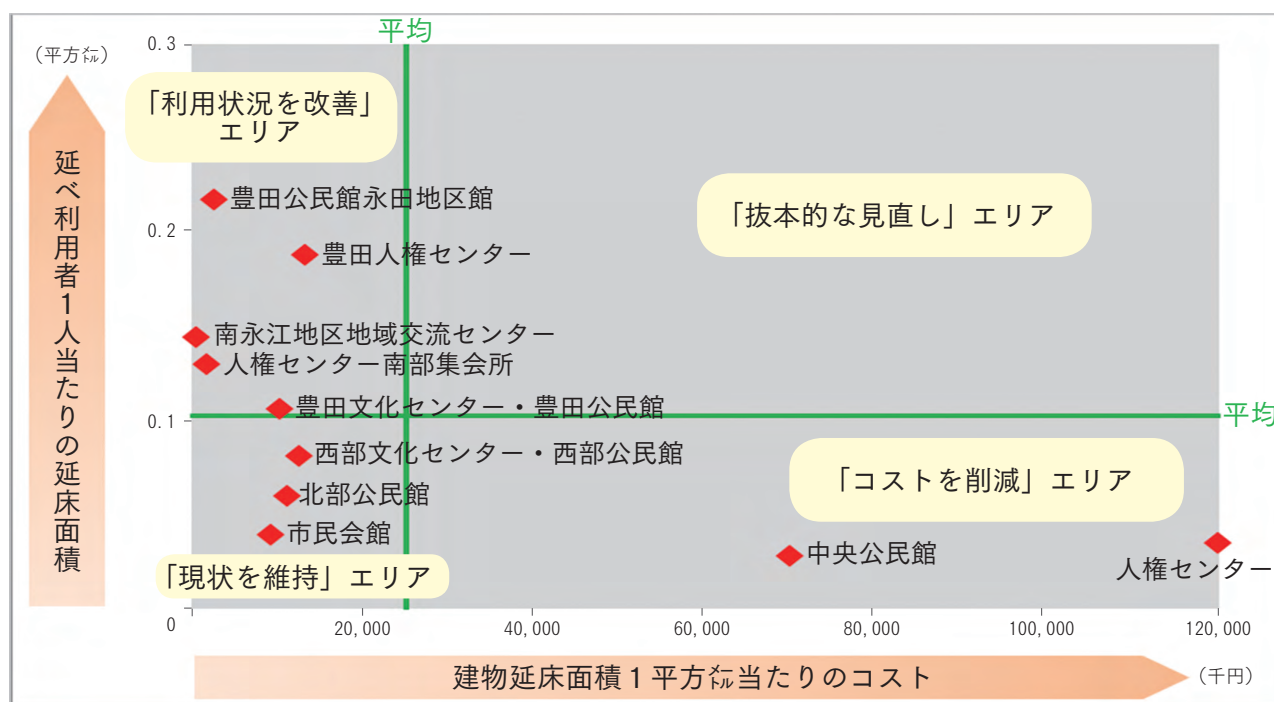 平均
(平方㍍)
0.3
「利用状況を改善」
エリア
豊田公民館永田地区館
「抜本的な見直し」エリア
0.2
豊田人権センター
延べ利用者1人当たりの延床面積
南永江地区地域交流センター
人権センター南部集会所
豊田文化センター・豊田公民館
平均
0.1
西部文化センター・西部公民館
「コストを削減」エリア
北部公民館
市民会館
中央公民館
人権センター
「現状を維持」エリア
0
20,000
40,000
60,000
80,000
100,000
120,000
建物延床面積1平方㍍当たりのコスト
(千円)